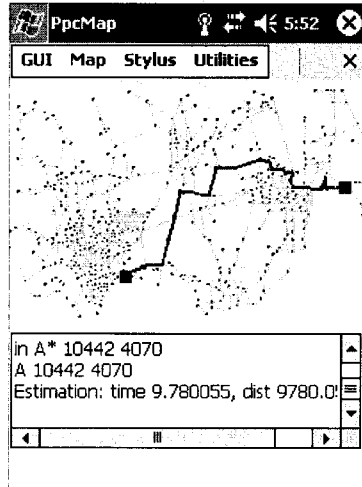 PpcMap 5:52
GUI Map Stylus Utilities
in A* 10442 4070
A 10442 4070
Estimation: time 9.780055, dist 9780.0